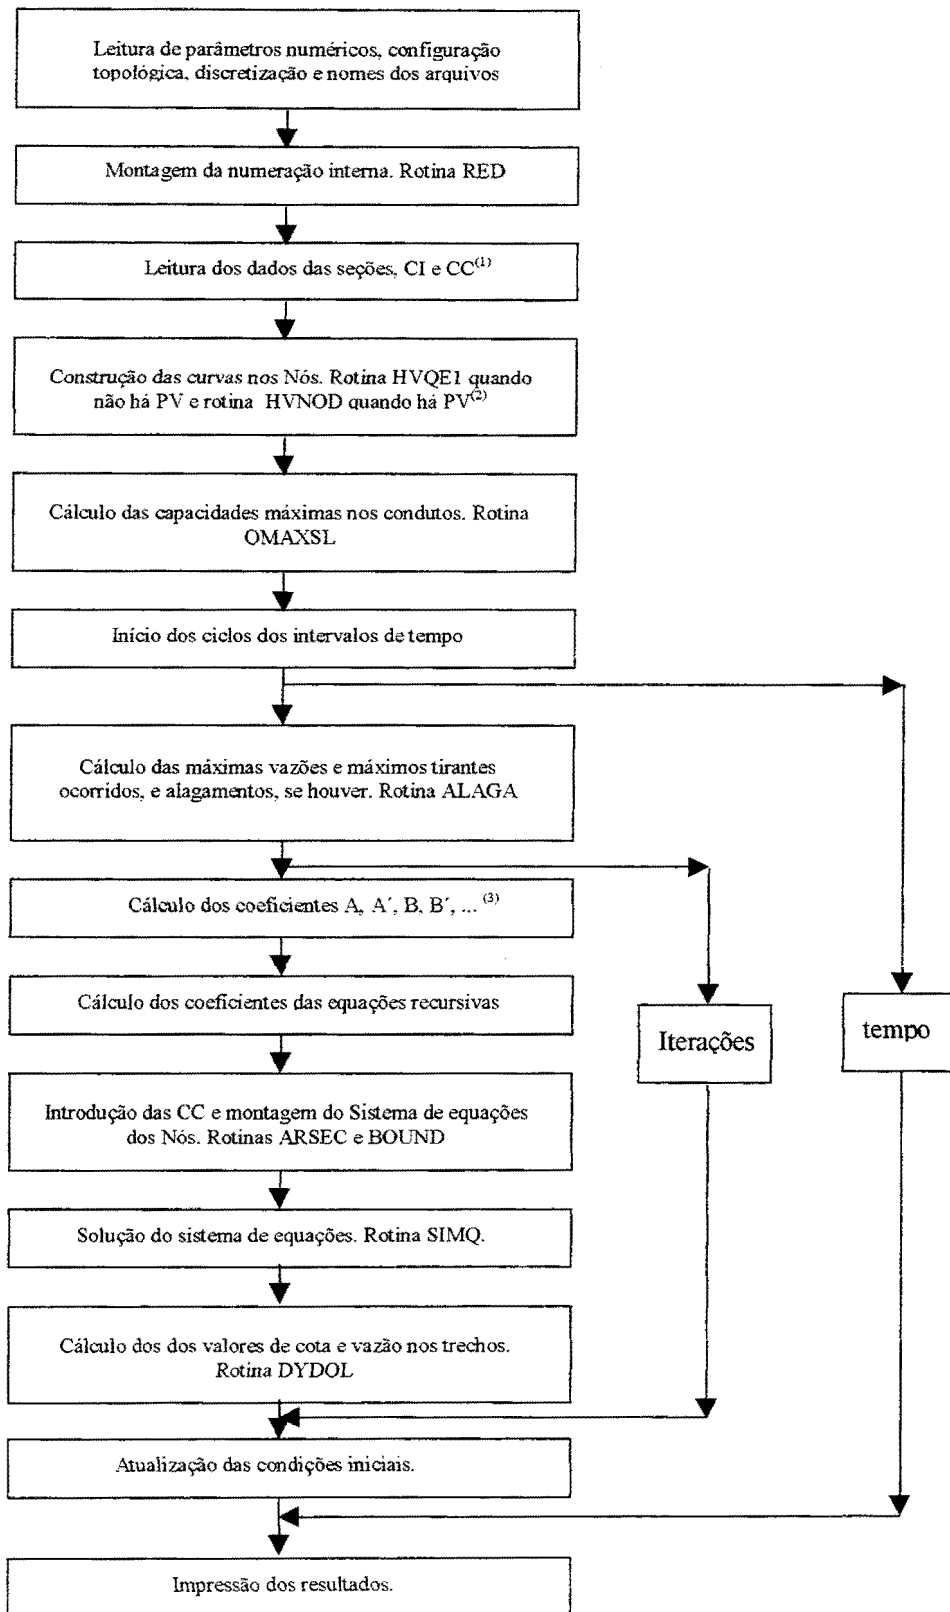 Leitura de parâmetros numéricos, configuração
topológica, discretização e nomes dos arquivos
Montagem da numeração interna. Rotina RED
Leitura dos dados das seções, CI e CC(1)
Construção das curvas nos Nós. Rotina HVQE1 quando
não há PV e rotina HVNOD quando há PV(2)
Cálculo das capacidades máximas nos condutos. Rotina
QMAXSL
Início dos ciclos dos intervalos de tempo
Cálculo das máximas vazões e máximos tirantes
ocorridos, e alagamentos, se houver. Rotina ALAGA
Cálculo dos coeficientes A, A´, B, B´, ... (3)
Cálculo dos coeficientes das equações recursivas
Iterações
tempo
Introdução das CC e montagem do Sistema de equações
dos Nós. Rotinas ARSEC e BOUND
Solução do sistema de equações. Rotina SIMQ.
Cálculo dos dos valores de cota e vazão nos trechos.
Rotina DYDOL
Atualização das condições iniciais.
Impressão dos resultados.